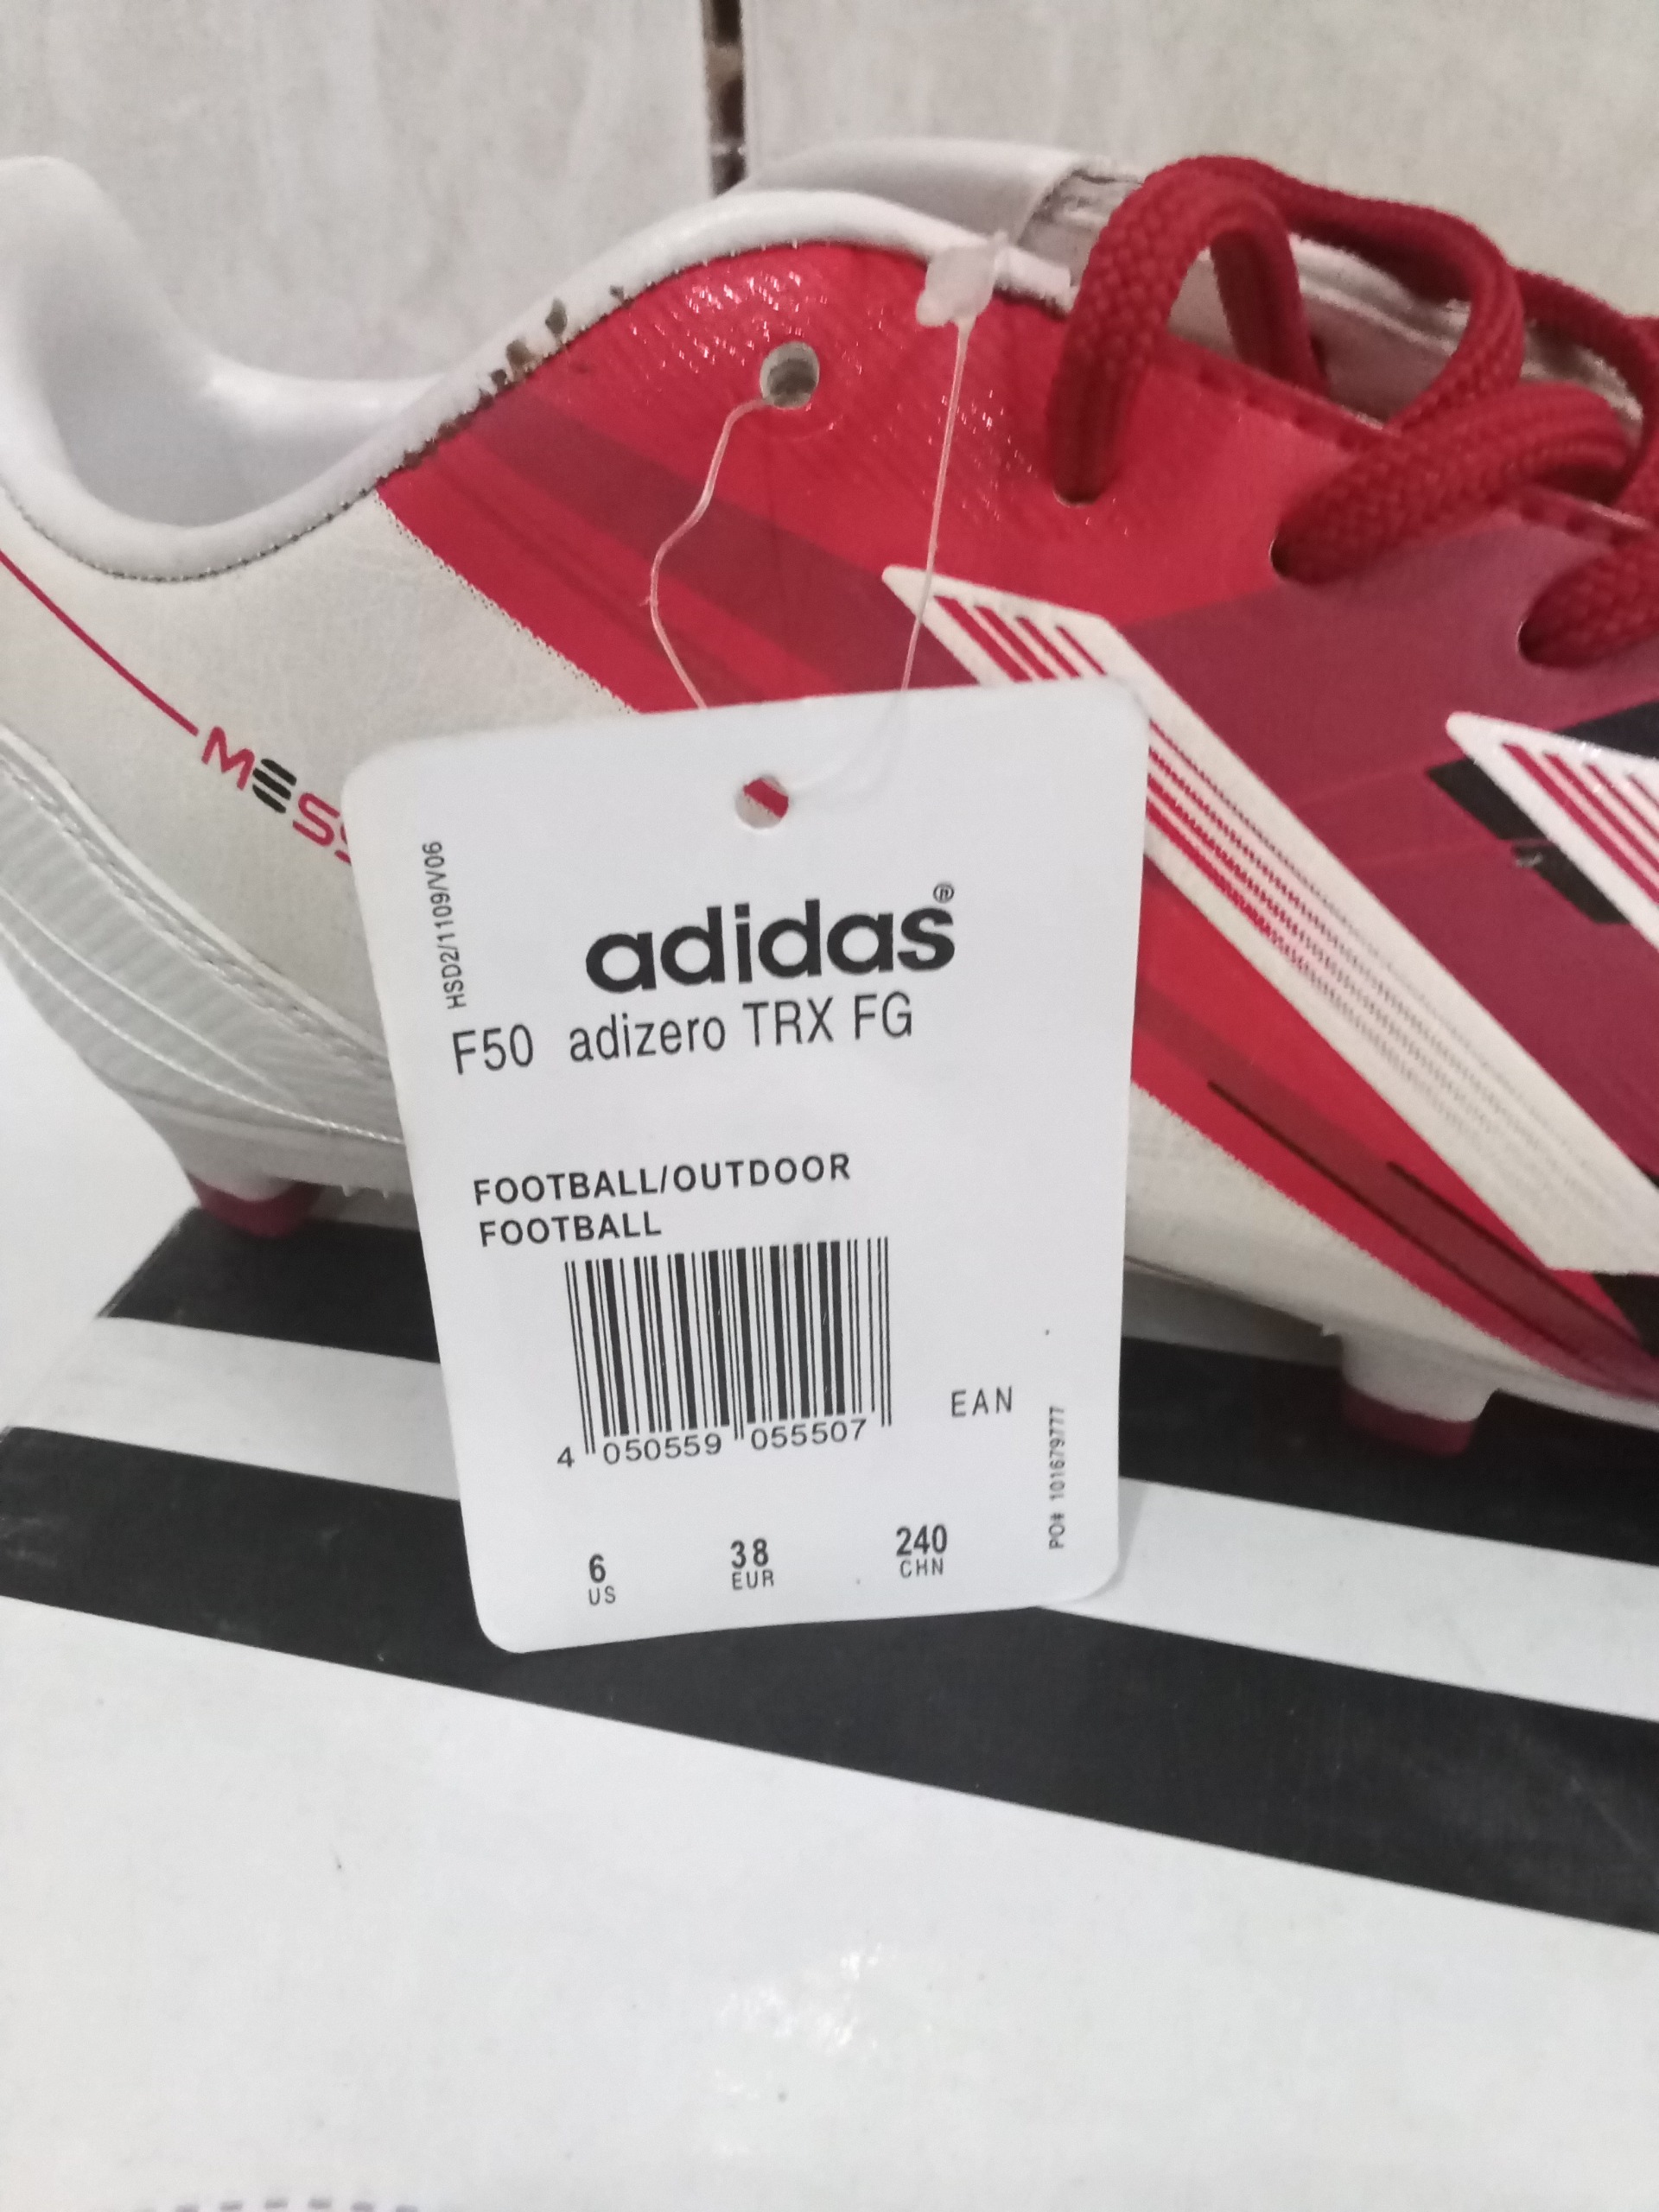 MESS
HSD2/1109/V06
adidas®
F50 adizero TRX FG
FOOTBALL/OUTDOOR
FOOTBALL
4 050559 055507
EAN
PO# 101679777
6 38 240
US EUR CHN